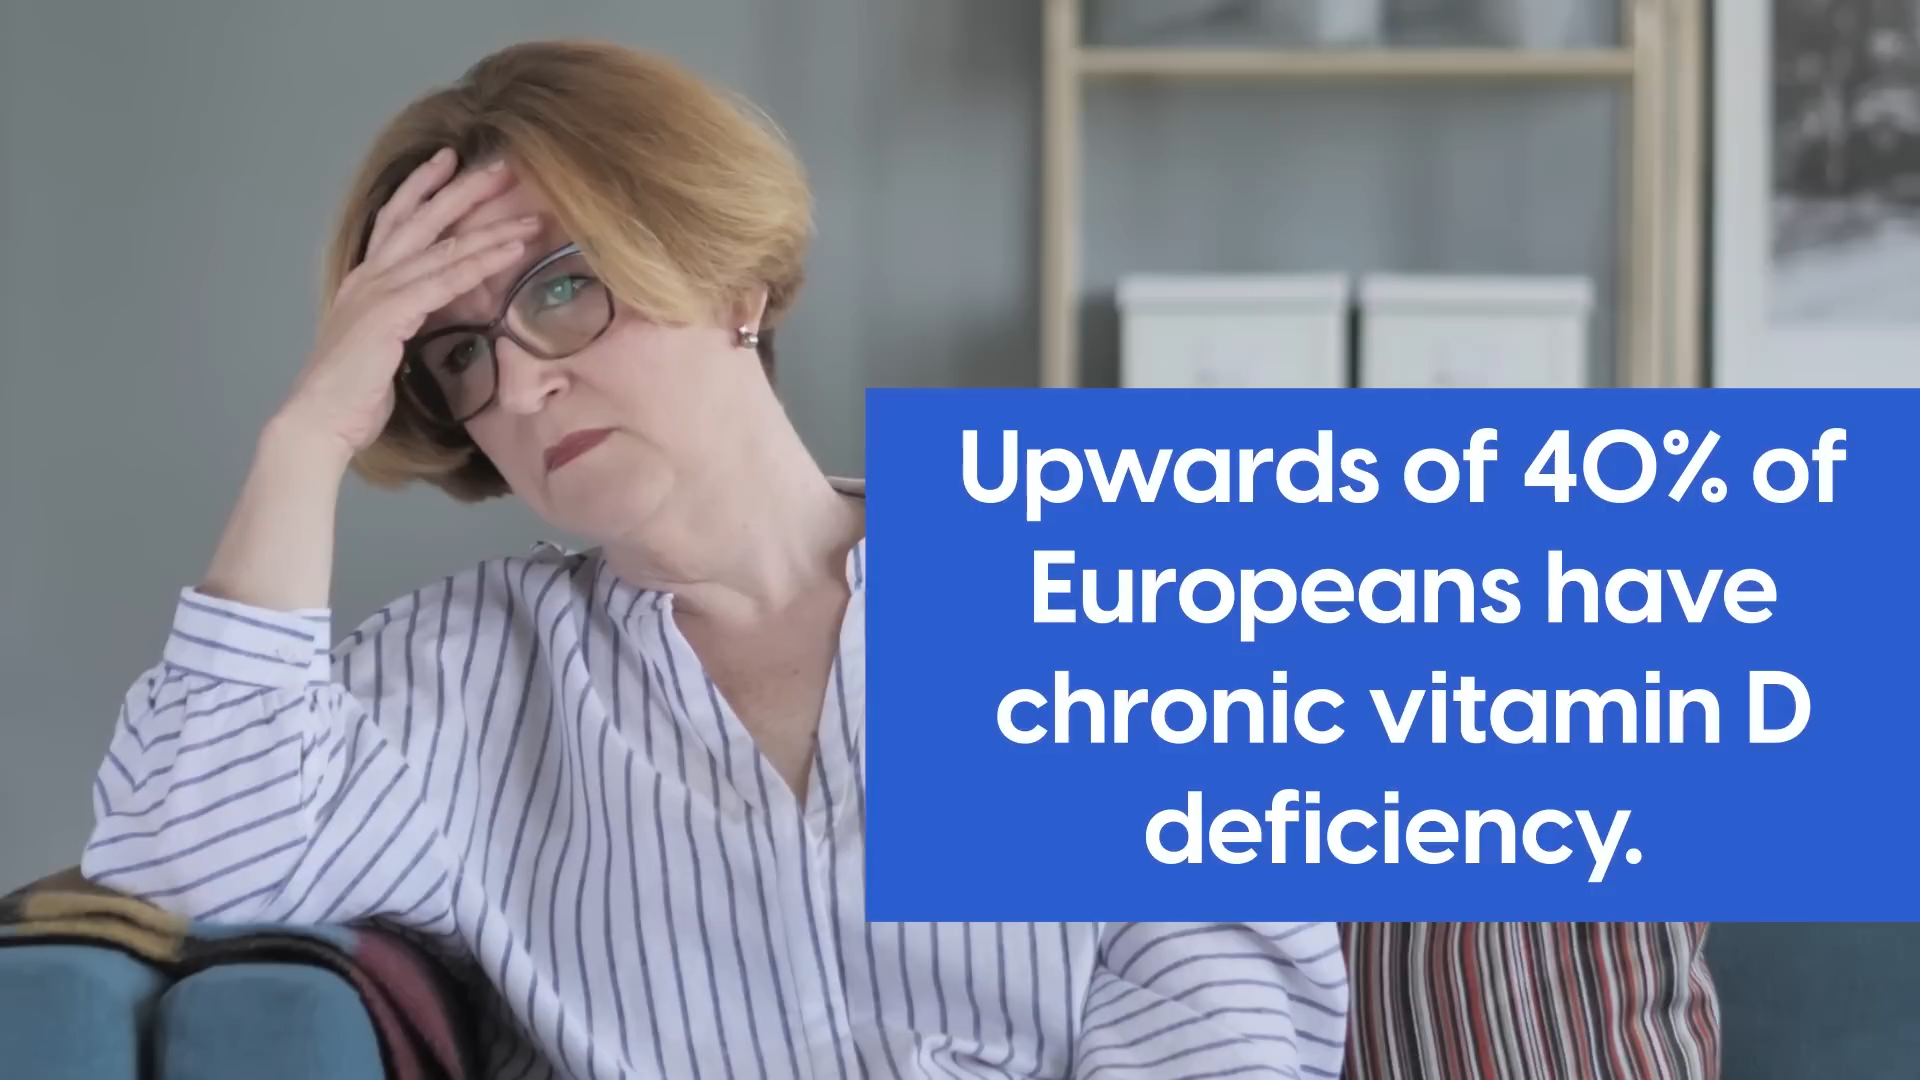 Upwards of 40% of
Europeans have
chronic vitamin D
deficiency.